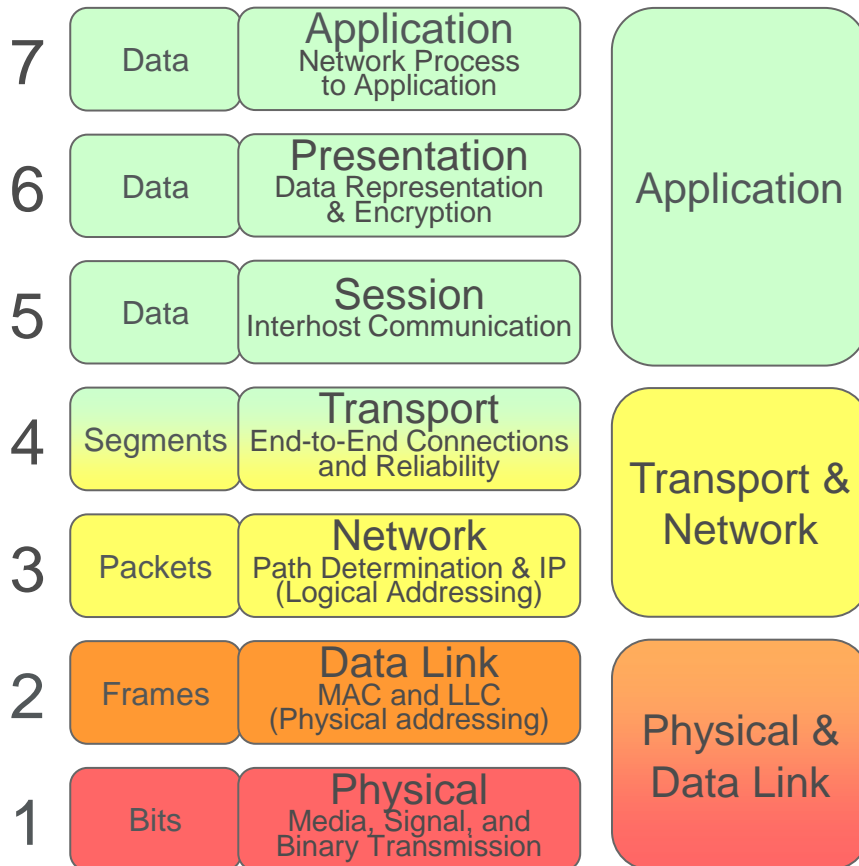 7
Data
Application
Network Process
to Application
6
Data
Presentation
Data Representation
& Encryption
5
Data
Session
Interhost Communication
Application
4
Segments
Transport
End-to-End Connections
and Reliability
3
Packets
Network
Path Determination & IP
(Logical Addressing)
Transport &
Network
2
Frames
Data Link
MAC and LLC
(Physical addressing)
1
Bits
Physical
Media, Signal, and
Binary Transmission
Physical &
Data Link